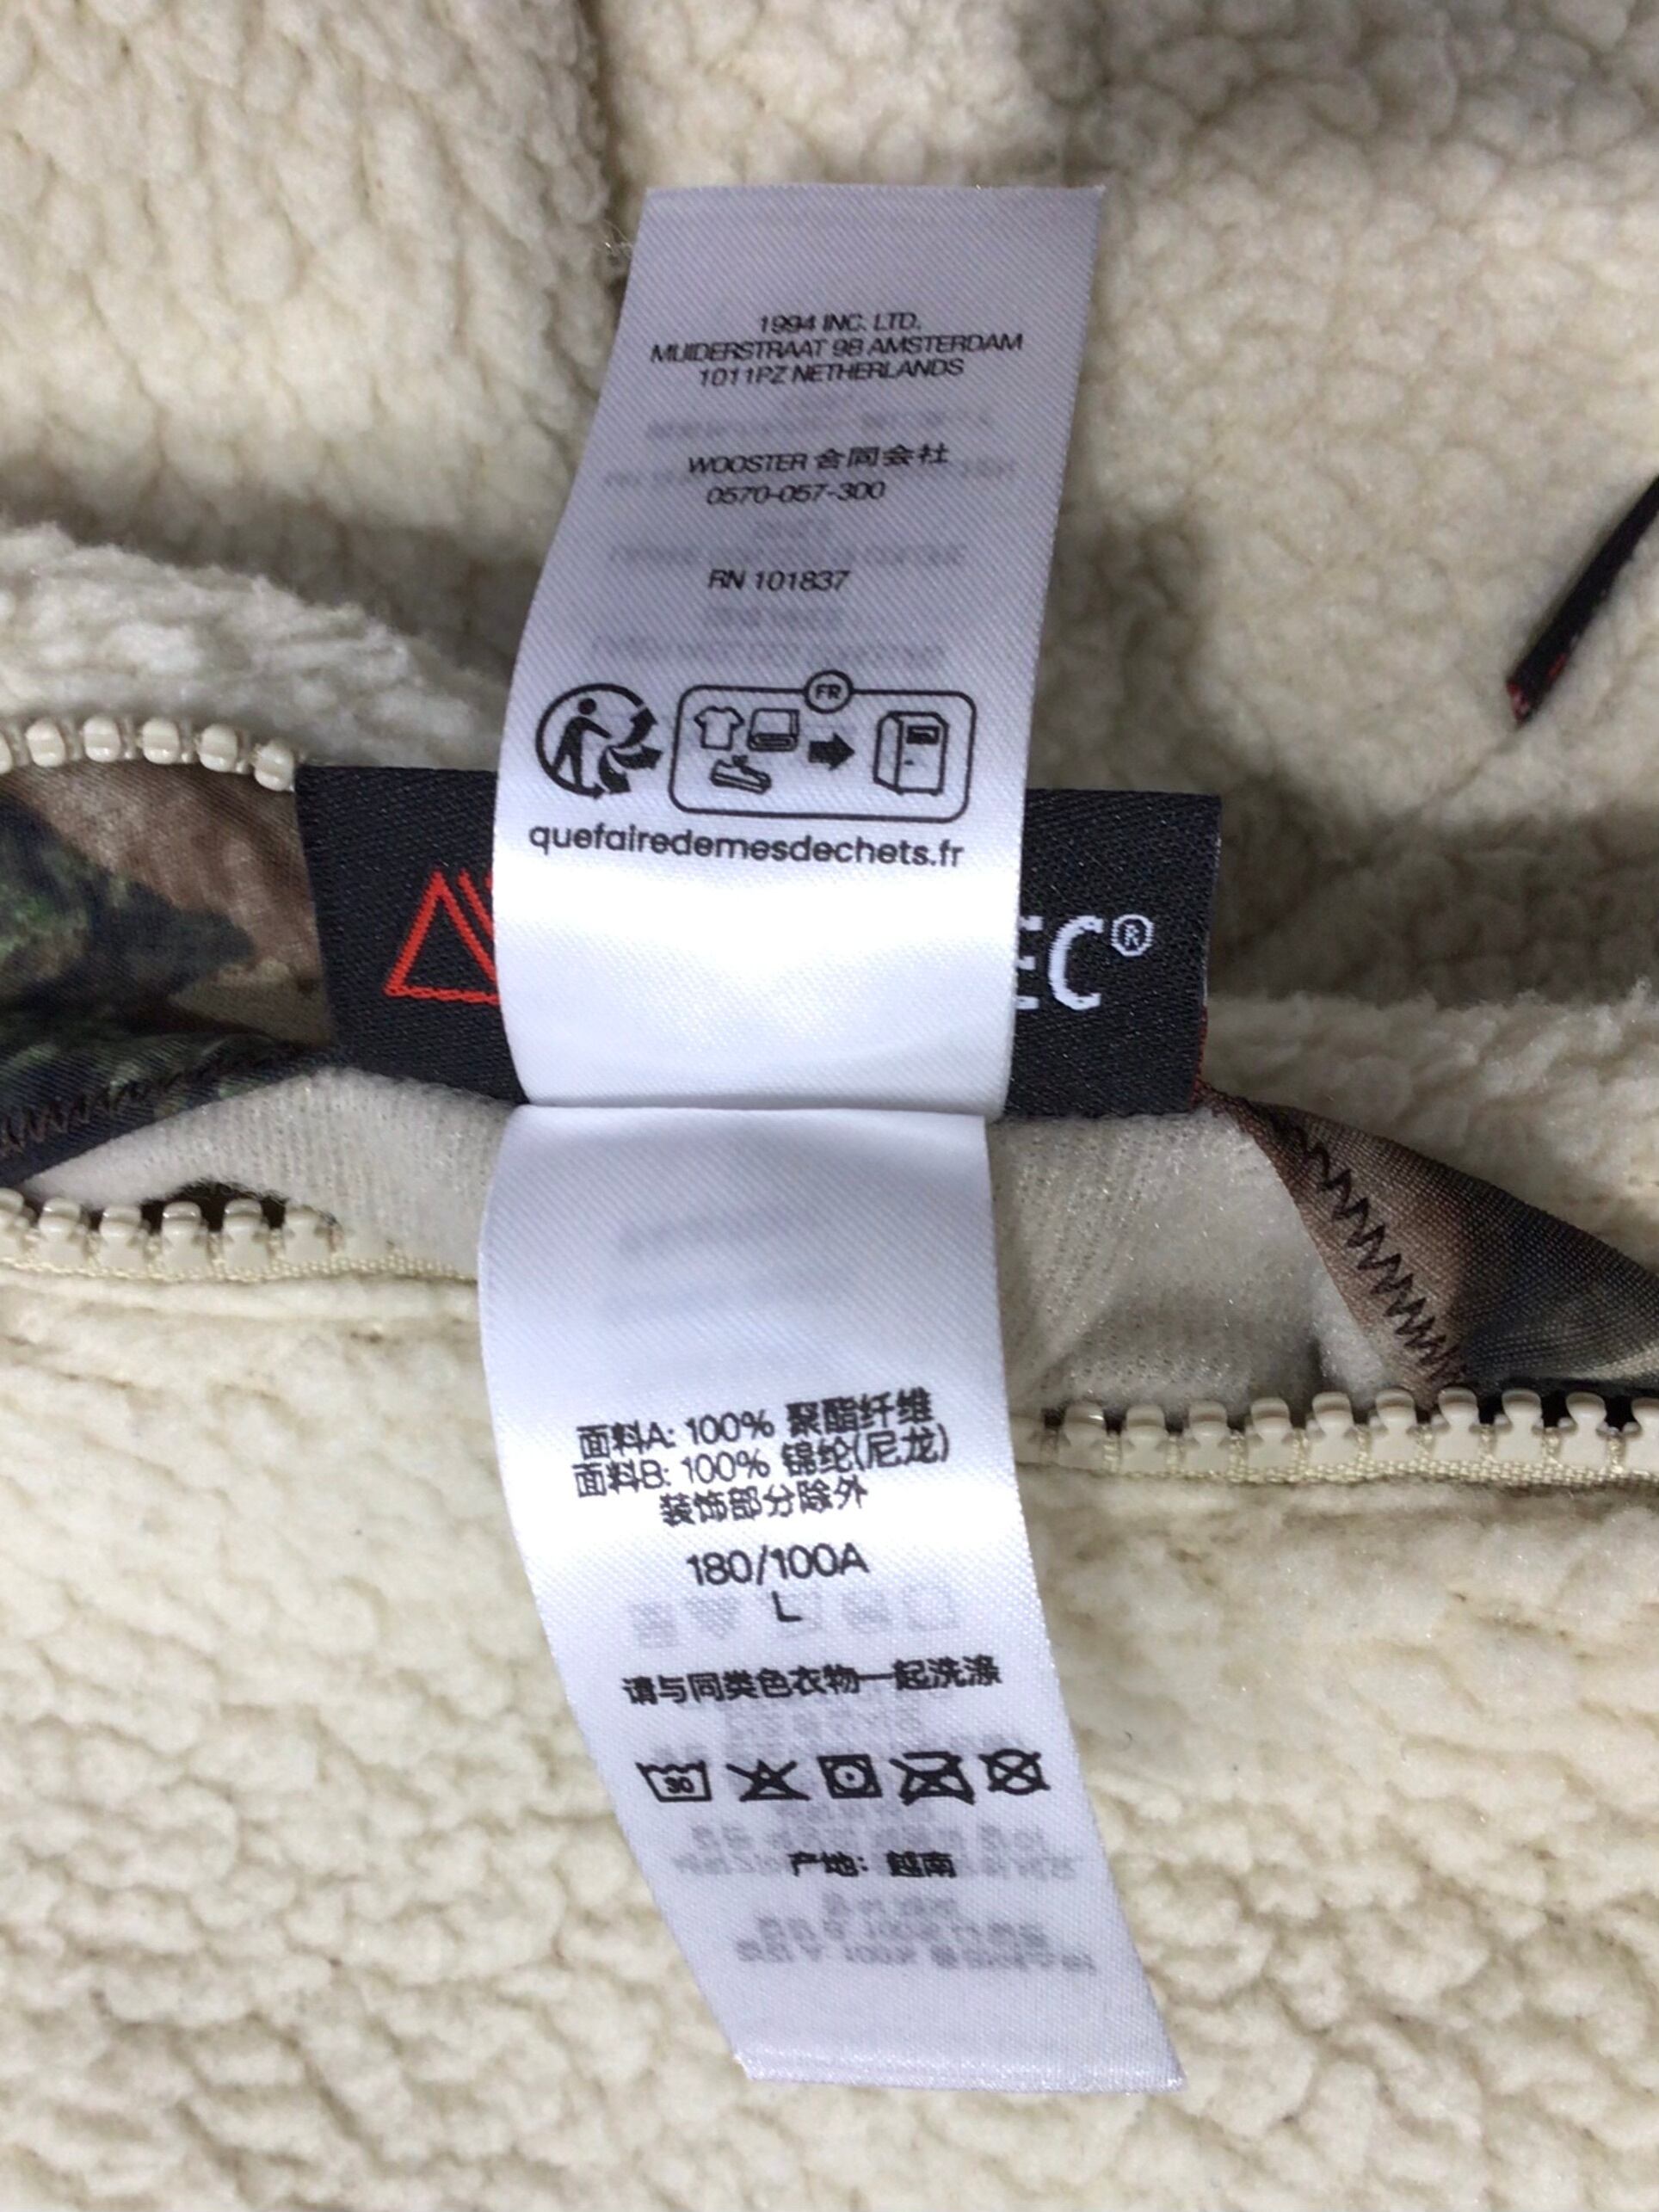 1994 INC. LTD.
MUIDERSTRAAT 9B AMSTERDAM
1011PZ NETHERLANDS
WOOSTER 合同会社
0570-057-300
RN 101837
FR
quefairedemesdechets.fr
EC®
面料A: 100% 聚酯纤维
面料B: 100% 锦纶(尼龙)
装饰部分除外
180/100A
L
请与同类色衣物一起洗涤
30
产地：越南